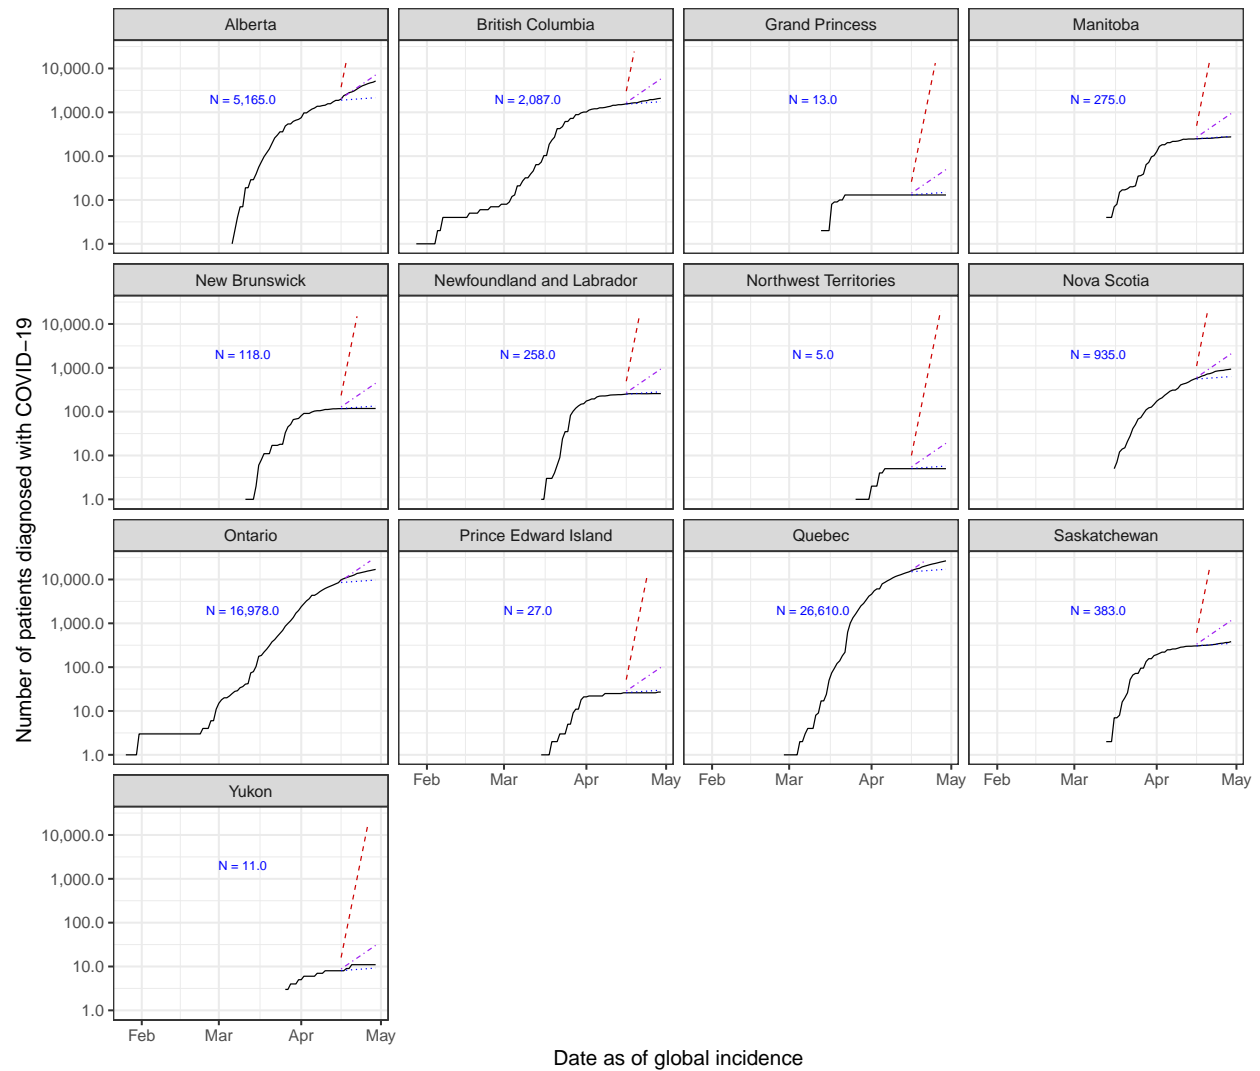 Alberta
British Columbia
Grand Princess
Manitoba
10,000.0
1,000.0
100.0
10.0
1.0
N = 5,165.0
N = 2,087.0
N = 13.0
N = 275.0
New Brunswick
Newfoundland and Labrador
Northwest Territories
Nova Scotia
10,000.0
1,000.0
100.0
10.0
1.0
N = 118.0
N = 258.0
N = 5.0
N = 935.0
Number of patients diagnosed with COVID−19
Ontario
Prince Edward Island
Quebec
Saskatchewan
10,000.0
1,000.0
100.0
10.0
1.0
N = 16,978.0
N = 27.0
N = 26,610.0
N = 383.0
Feb Mar Apr May
Feb Mar Apr May
Feb Mar Apr May
Yukon
10,000.0
1,000.0
100.0
10.0
1.0
N = 11.0
Feb Mar Apr May
Date as of global incidence